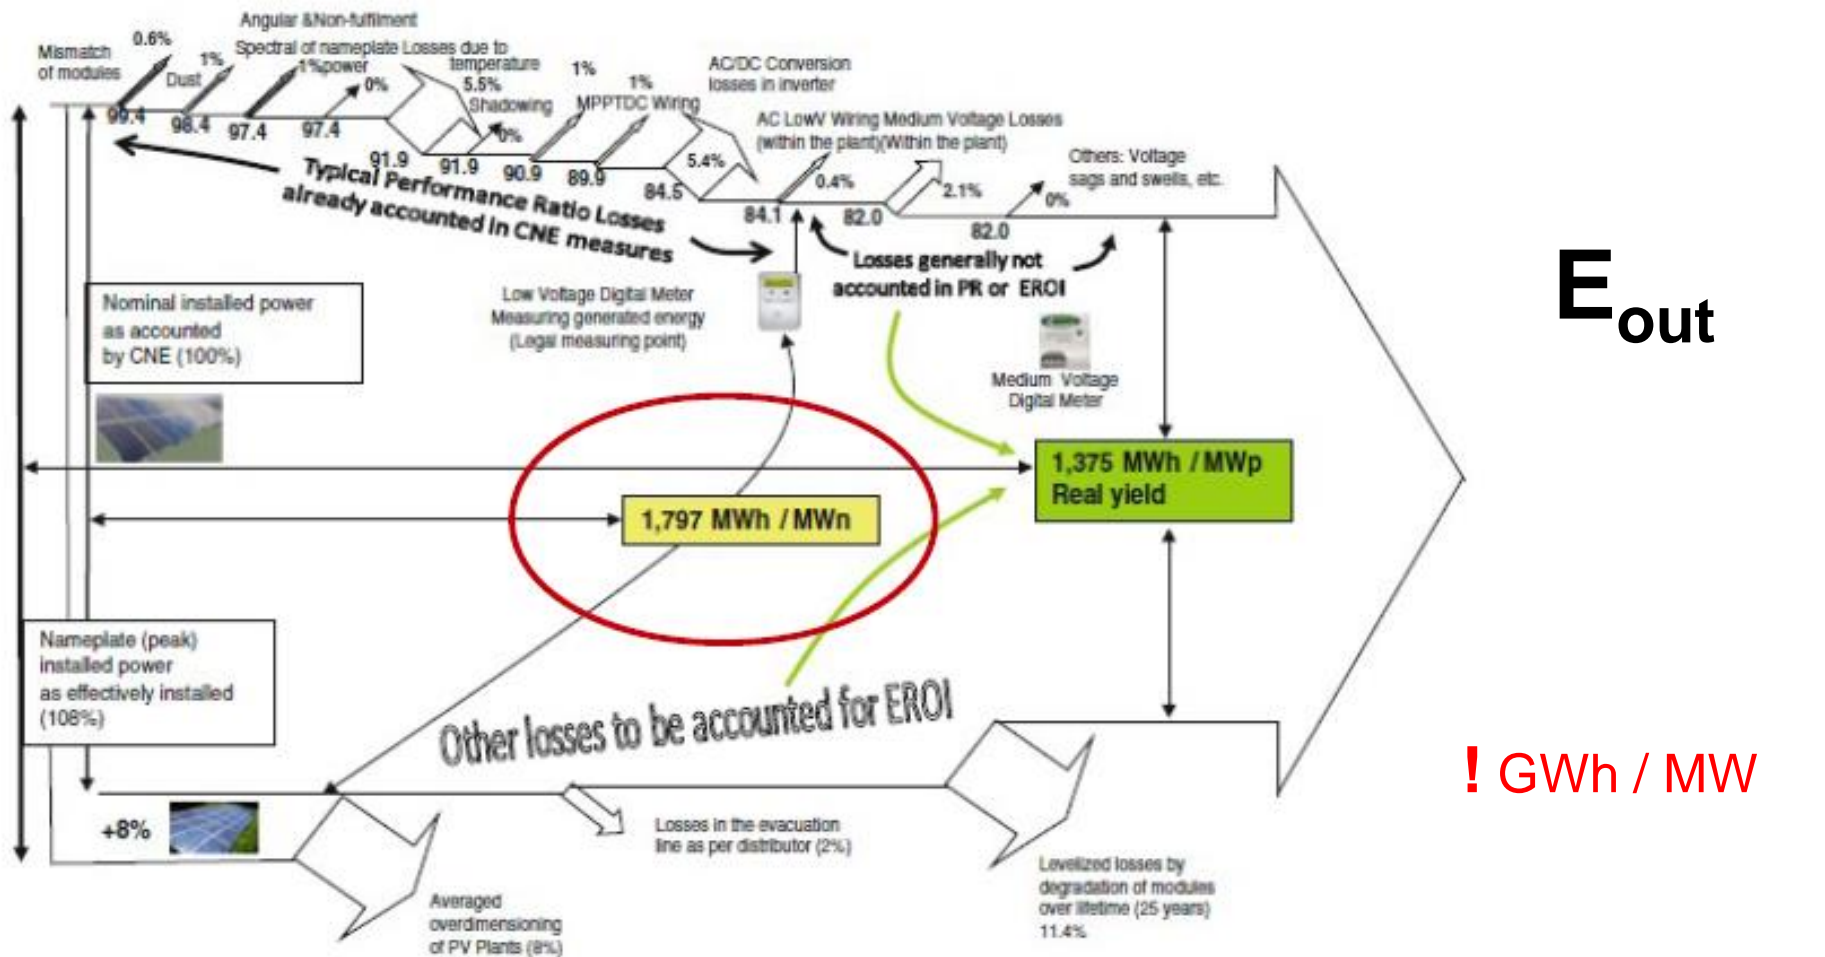 Mismatch
of modules
0.6%
Dust
1%
Angular &Non-fulfilment
Spectral of nameplate Losses due to
1%power
temperature
0%
5.5%
Shadowing
0%
1%
MPPTDC Wiring
1%
AC/DC Conversion
losses in inverter
5.4%
AC LowV Wiring Medium Voltage Losses
(within the plant)(Within the plant)
0.4%
2.1%
Others: Voltage
sags and swells, etc.
0%
99.4
98.4
97.4
97.4
91.9
91.9
90.9
89.9
84.5
84.1
82.0
82.0
Typical Performance Ratio Losses
already accounted in CNE measures
Losses generally not
accounted in PR or EROI
Nominal installed power
as accounted
by CNE (100%)
Low Voltage Digital Meter
Measuring generated energy
(Legal measuring point)
Medium Voltage
Digital Meter
E out
1,375 MWh / MWp
Real yield
1,797 MWh / MWn
Nameplate (peak)
installed power
as effectively installed
(108%)
Other losses to be accounted for EROI
! GWh / MW
+8%
Losses in the evacuation
line as per distributor (2%)
Levelized losses by
degradation of modules
over lifetime (25 years)
11.4%
Averaged
overdimensioning
of PV Plants (8%)